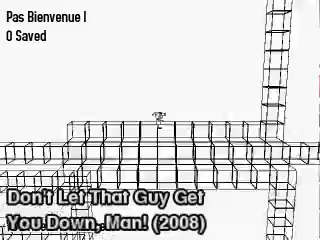 Pas Bienvenue !
0 Saved
Don't Let That Guy Get
You Down, Man! (2008)